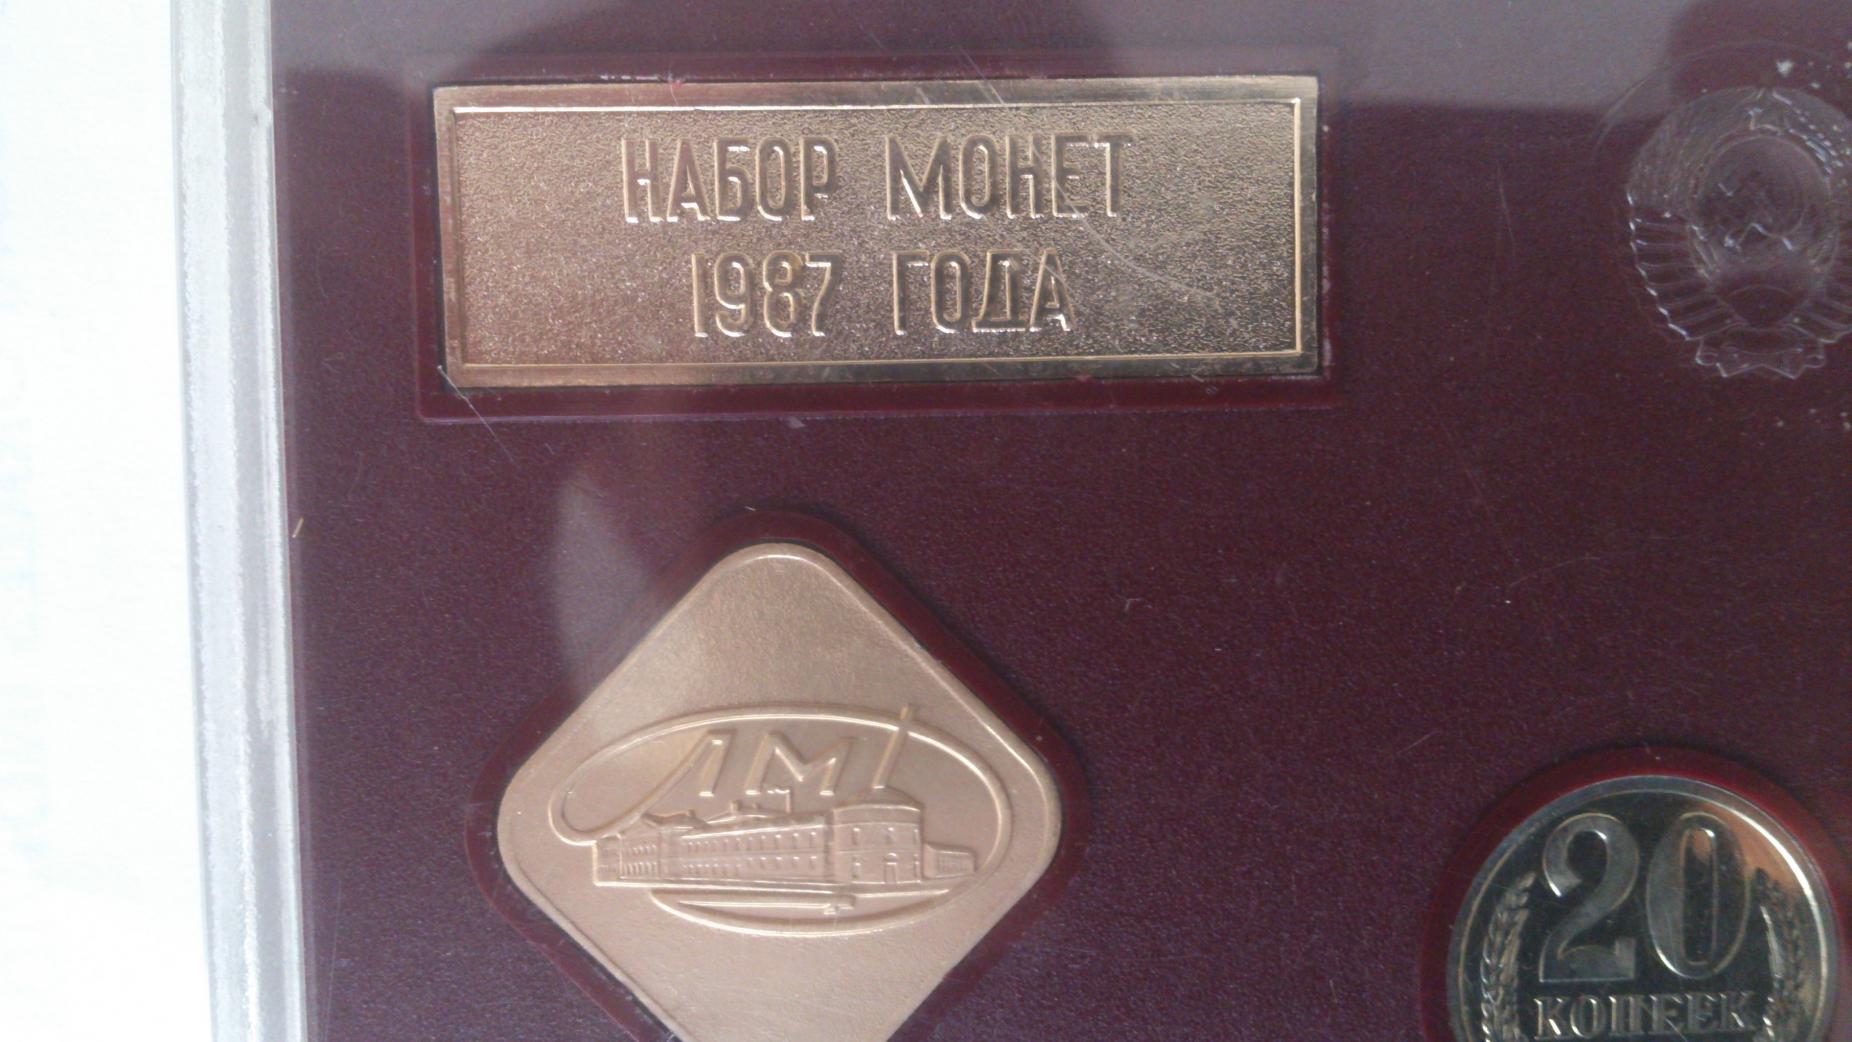 НАБОР МОНЕТ
1987 ГОДА
ЛМД
20
КОПЕЕК